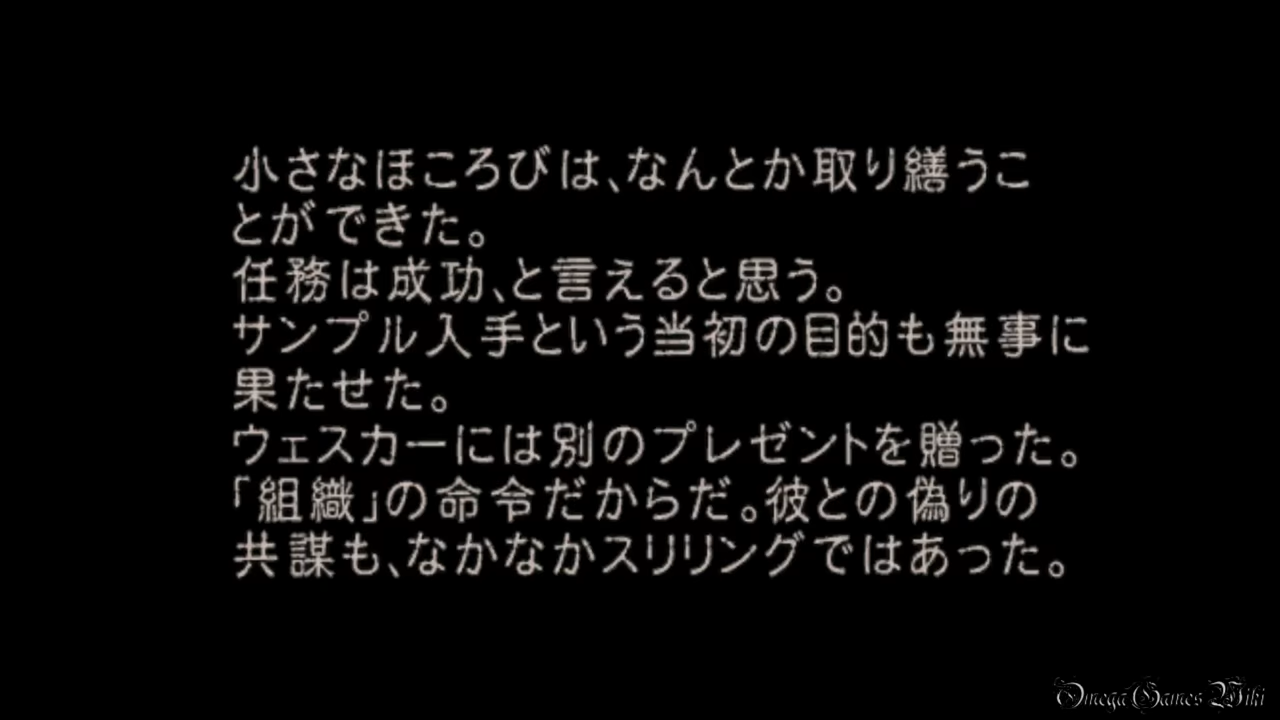 小さなほころびは、なんとか取り繕うこ
とができた。
任務は成功、と言えると思う。
サンプル入手という当初の目的も無事に
果たせた。
ウェスカーには別のプレゼントを贈った。
「組織」の命令だからだ。彼との偽りの
共謀も、なかなかスリリングではあった。
Omega Games Wiki